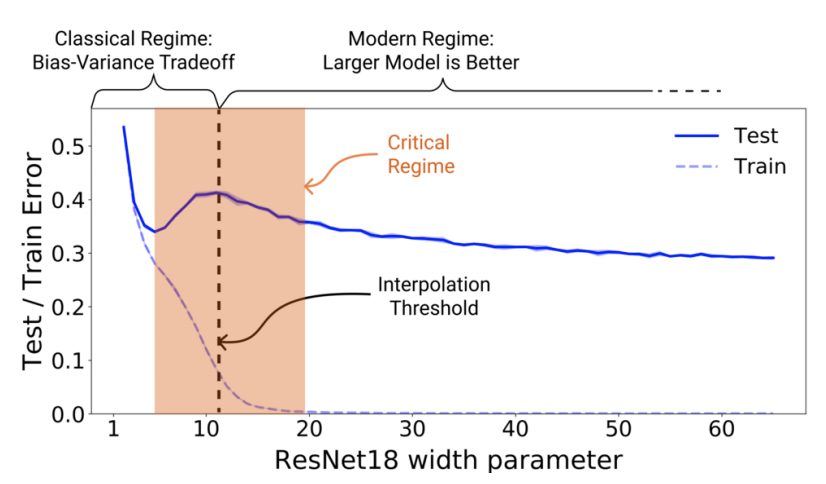 Classical Regime:
Bias-Variance Tradeoff
Modern Regime:
Larger Model is Better
Critical
Regime
Test
Train
Interpolation
Threshold
Test / Train Error
0.5
0.4
0.3
0.2
0.1
0.0
1 10 20 30 40 50 60
ResNet18 width parameter